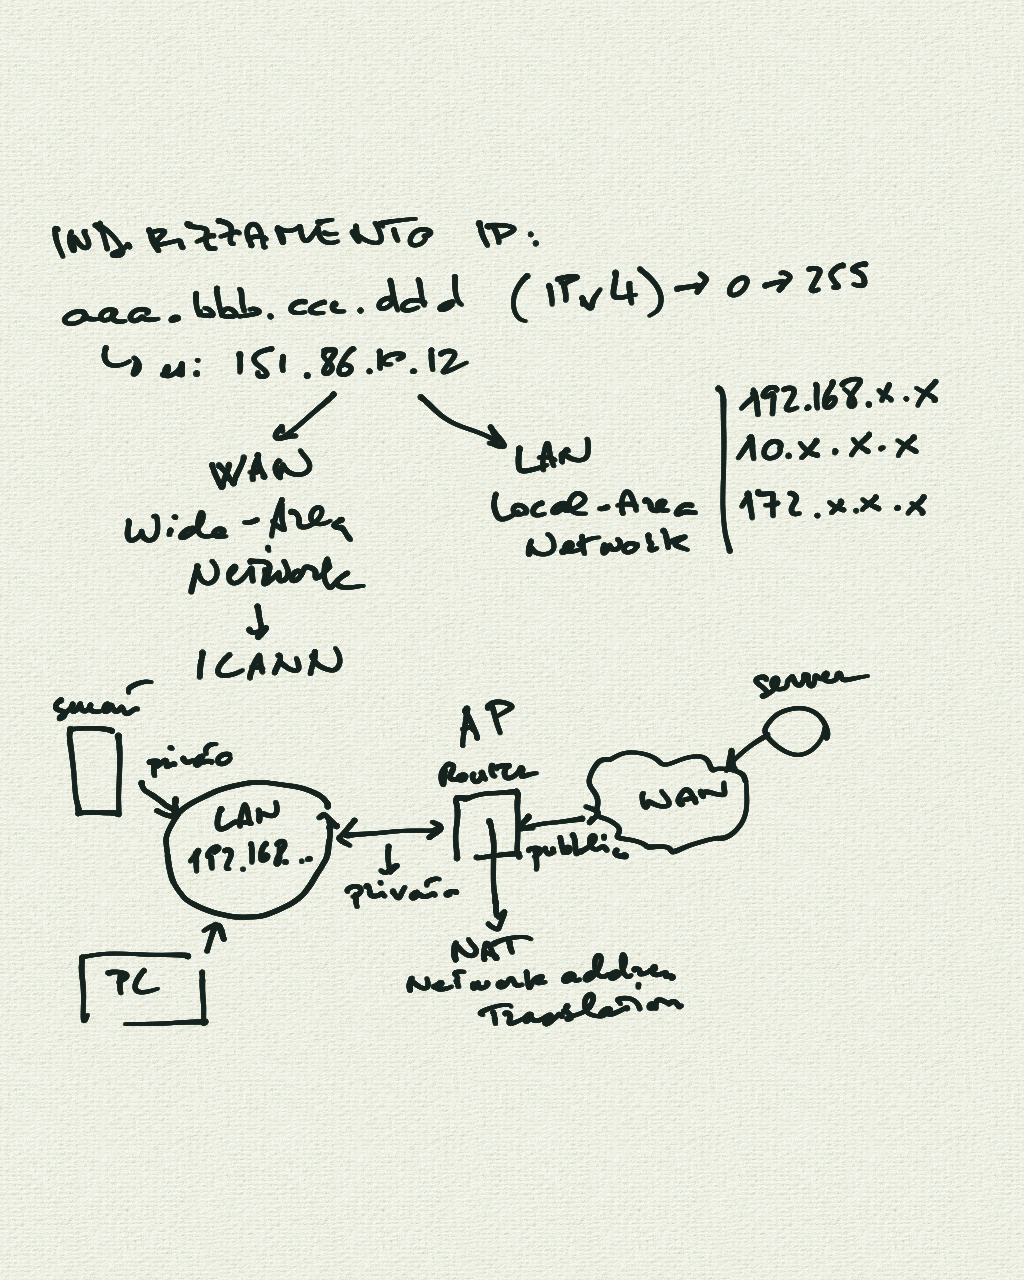 INDIRIZZAMENTO IP:
aaa.bbb.ccc.ddd (IPv4) → 0 → 255
↳ es: 151.86.10.12
192.168.x.x
10.x.x.x
172.x.x.x
WAN
Wide-Area
Network
LAN
Local-Area
Network
ICANN
server
smart
AP
privato
Router
WAN
LAN
192.168...
pubblic
privato
NAT
Network address
Translation
PC